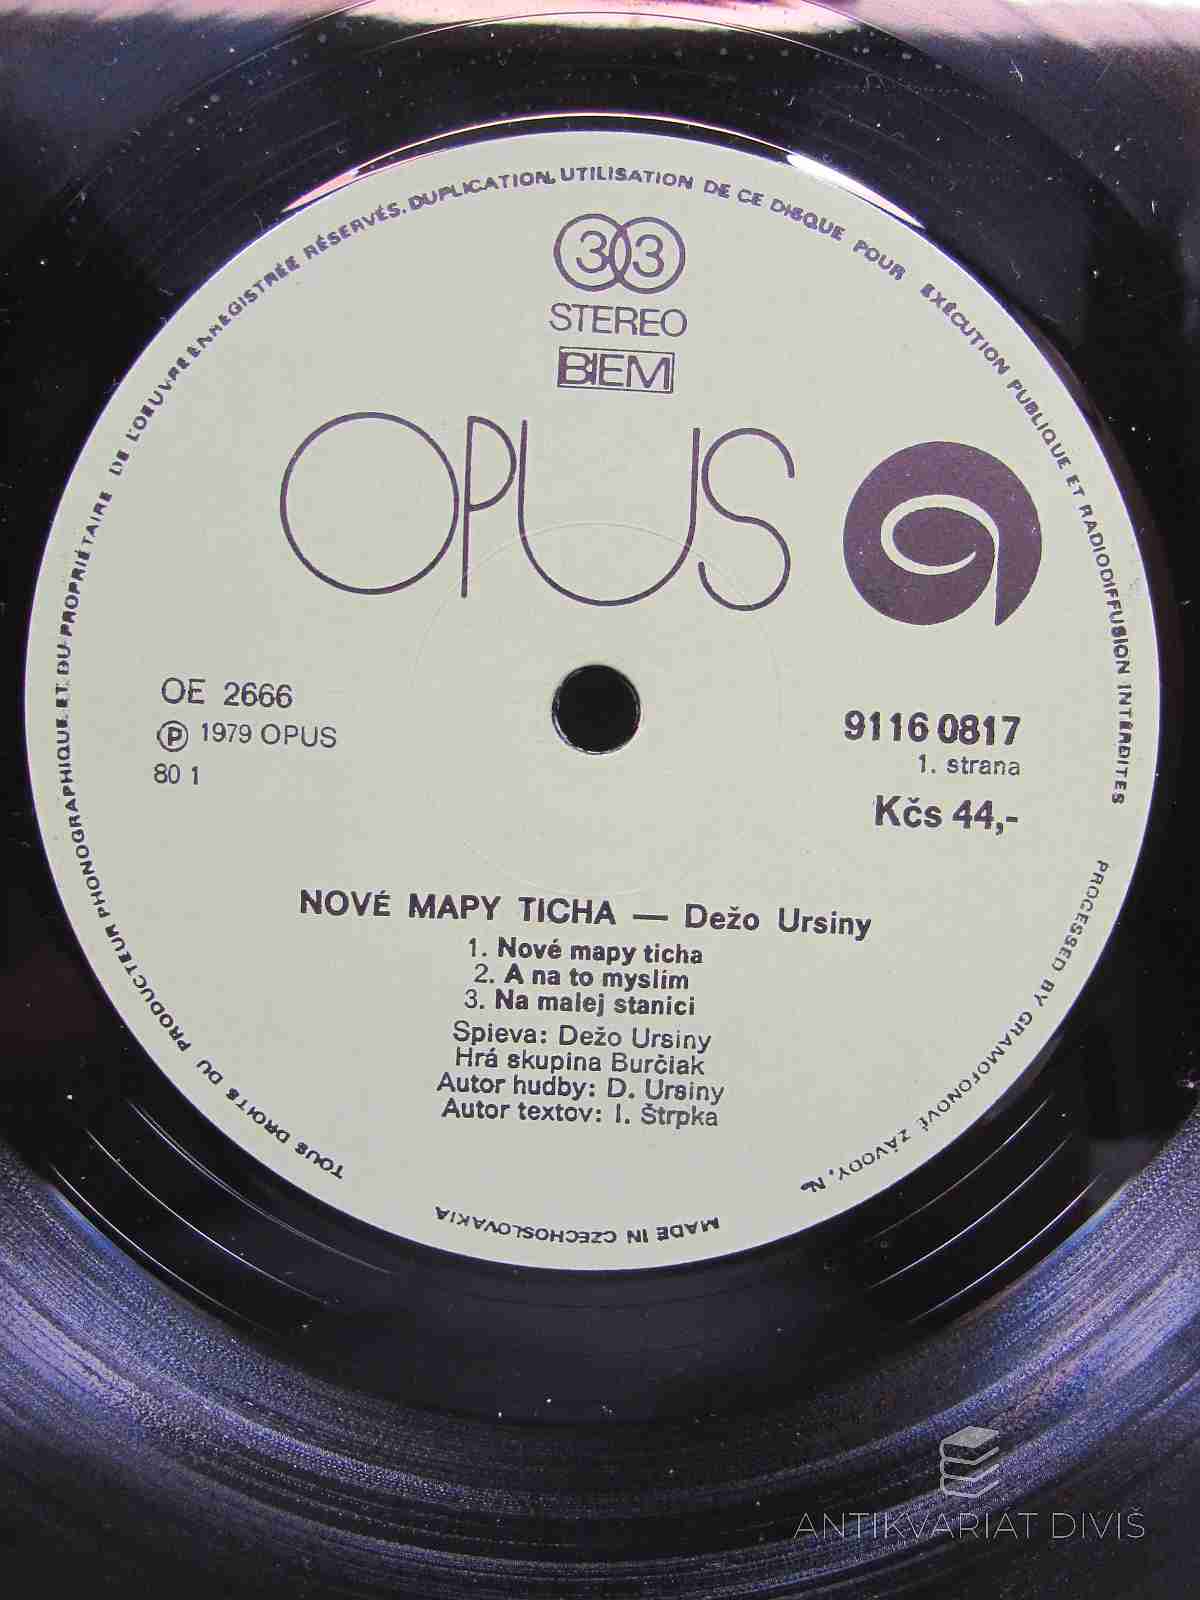 TOUS DROITS DU PRODUCTEUR PHONOGRAPHIQUE ET DU PROPRIÉTAIRE DE L'OEUVRE ENREGISTRÉE RÉSERVÉS. DUPLICATION, UTILISATION DE CE DISQUE POUR EXÉCUTION PUBLIQUE ET RADIODIFFUSION INTERDITES
33
STEREO
BIEM
OPUS
OE 2666
Ⓟ 1979 OPUS
80 1
9116 0817
1. strana
Kčs 44,-
NOVÉ MAPY TICHA — Dežo Ursiny
1. Nové mapy ticha
2. A na to myslím
3. Na malej stanici
Spieva: Dežo Ursiny
Hrá skupina Burčiak
Autor hudby: D. Ursiny
Autor textov: I. Štrpka
PROCESSED BY GRAMOFONOVÉ ZÁVODY, N.
MADE IN CZECHOSLOVAKIA
ANTIKVARIÁT DIVIŠ